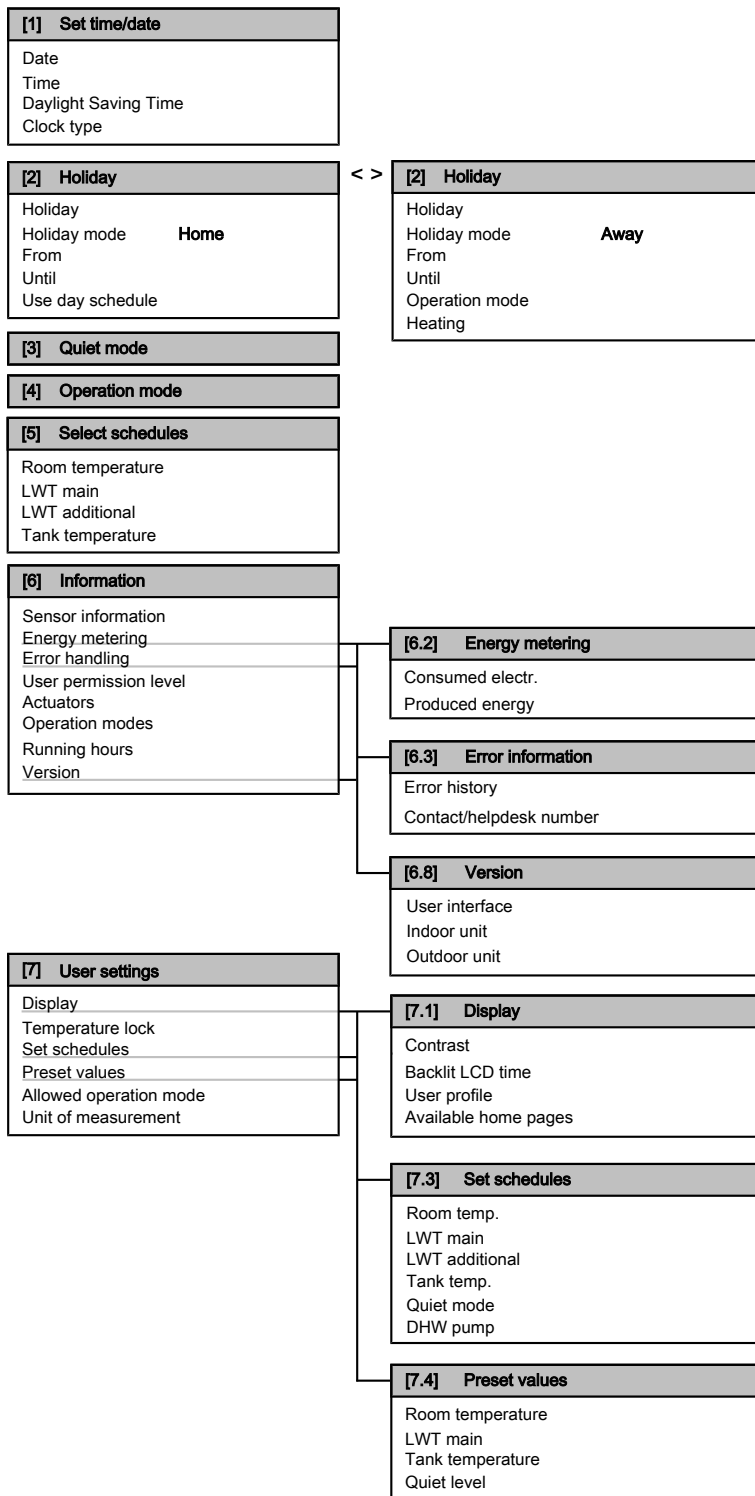 [1] Set time/date
Date
Time
Daylight Saving Time
Clock type
[2] Holiday
Holiday
Holiday mode Home
From
Until
Use day schedule
< >
[2] Holiday
Holiday
Holiday mode Away
From
Until
Operation mode
Heating
[3] Quiet mode
[4] Operation mode
[5] Select schedules
Room temperature
LWT main
LWT additional
Tank temperature
[6] Information
Sensor information
Energy metering
Error handling
User permission level
Actuators
Operation modes
Running hours
Version
[6.2] Energy metering
Consumed electr.
Produced energy
[6.3] Error information
Error history
Contact/helpdesk number
[6.8] Version
User interface
Indoor unit
Outdoor unit
[7] User settings
Display
Temperature lock
Set schedules
Preset values
Allowed operation mode
Unit of measurement
[7.1] Display
Contrast
Backlit LCD time
User profile
Available home pages
[7.3] Set schedules
Room temp.
LWT main
LWT additional
Tank temp.
Quiet mode
DHW pump
[7.4] Preset values
Room temperature
LWT main
Tank temperature
Quiet level